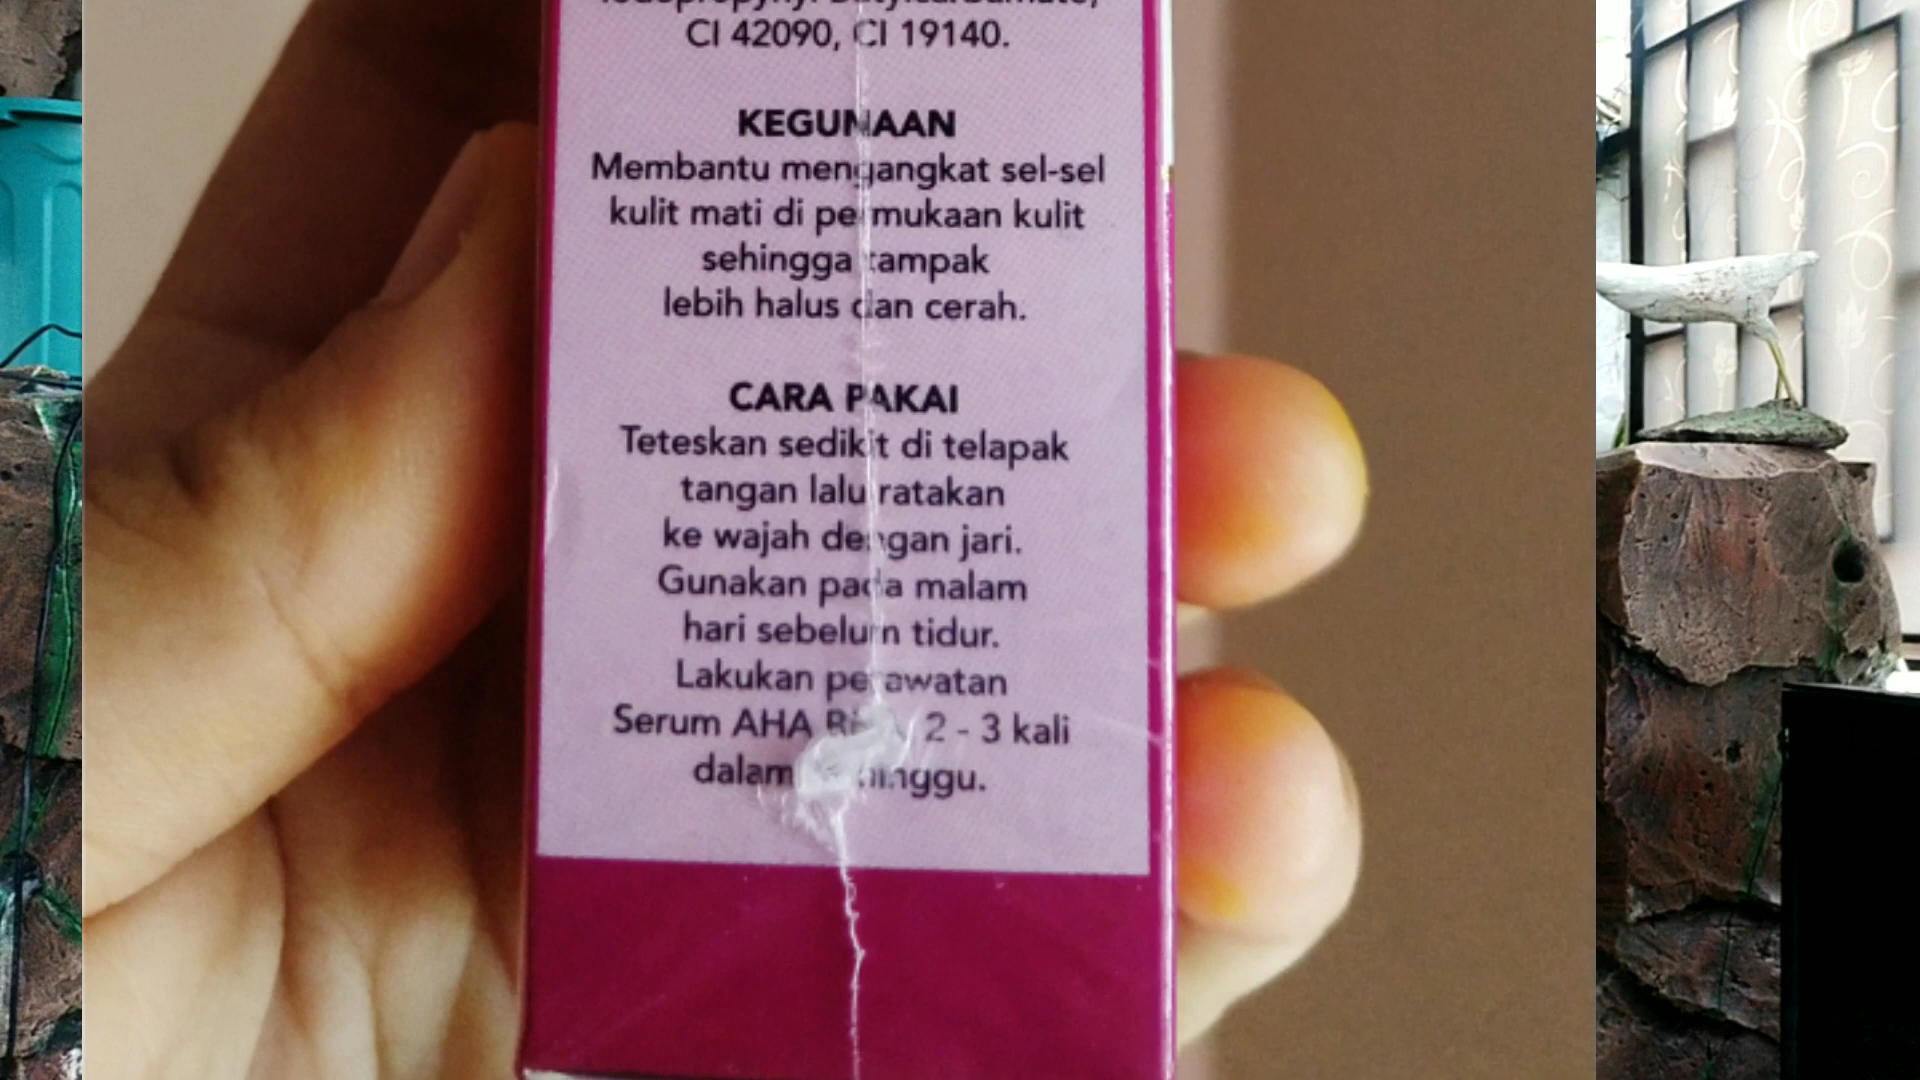 CI 42090, CI 19140.
KEGUNAAN
Membantu mengangkat sel-sel
kulit mati di permukaan kulit
sehingga tampak
lebih halus dan cerah.
CARA PAKAI
Teteskan sedikit di telapak
tangan lalu ratakan
ke wajah dengan jari.
Gunakan pada malam
hari sebelum tidur.
Lakukan perawatan
Serum AHA 2 - 3 kali
dalam